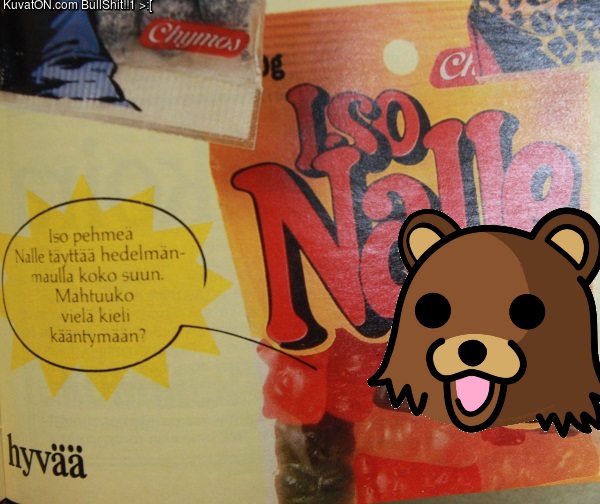 KuvatON.com BullShit!!1 >:[
Chymos
g
Ch
Iso
Nalle
Iso pehmeä
Nalle täyttää hedelmän-
maulla koko suun.
Mahtuuko
vielä kieli
kääntymään?
hyvää